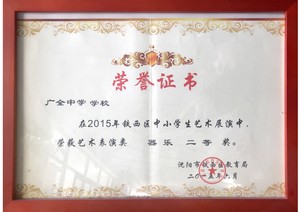 荣誉证书
广全中学 学校
在2015年铁西区中小学生艺术展演中，
荣获艺术表演类 器乐 二等 奖。
沈阳市铁西区教育局
二〇一五年六月